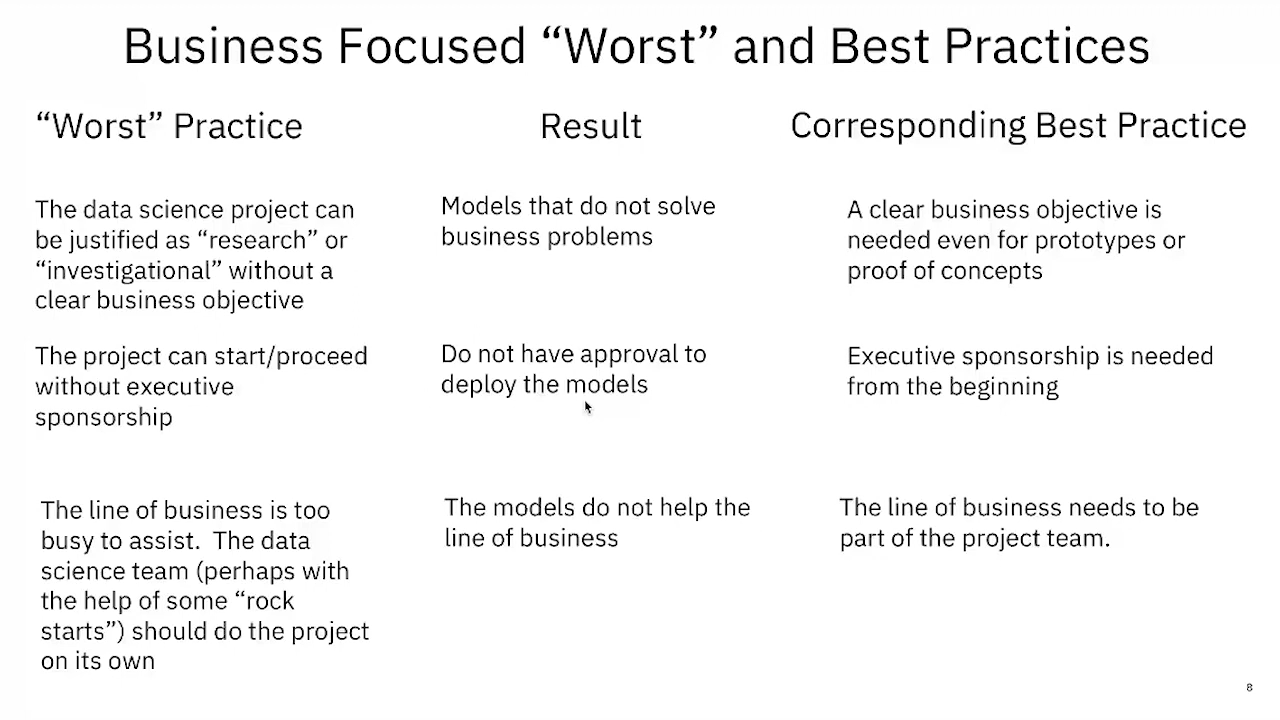 Business Focused “Worst” and Best Practices
“Worst” Practice
Result
Corresponding Best Practice
The data science project can
be justified as “research” or
“investigational” without a
clear business objective
Models that do not solve
business problems
A clear business objective is
needed even for prototypes or
proof of concepts
The project can start/proceed
without executive
sponsorship
Do not have approval to
deploy the models
Executive sponsorship is needed
from the beginning
The line of business is too
busy to assist.  The data
science team (perhaps with
the help of some “rock
starts”) should do the project
on its own
The models do not help the
line of business
The line of business needs to be
part of the project team.
8